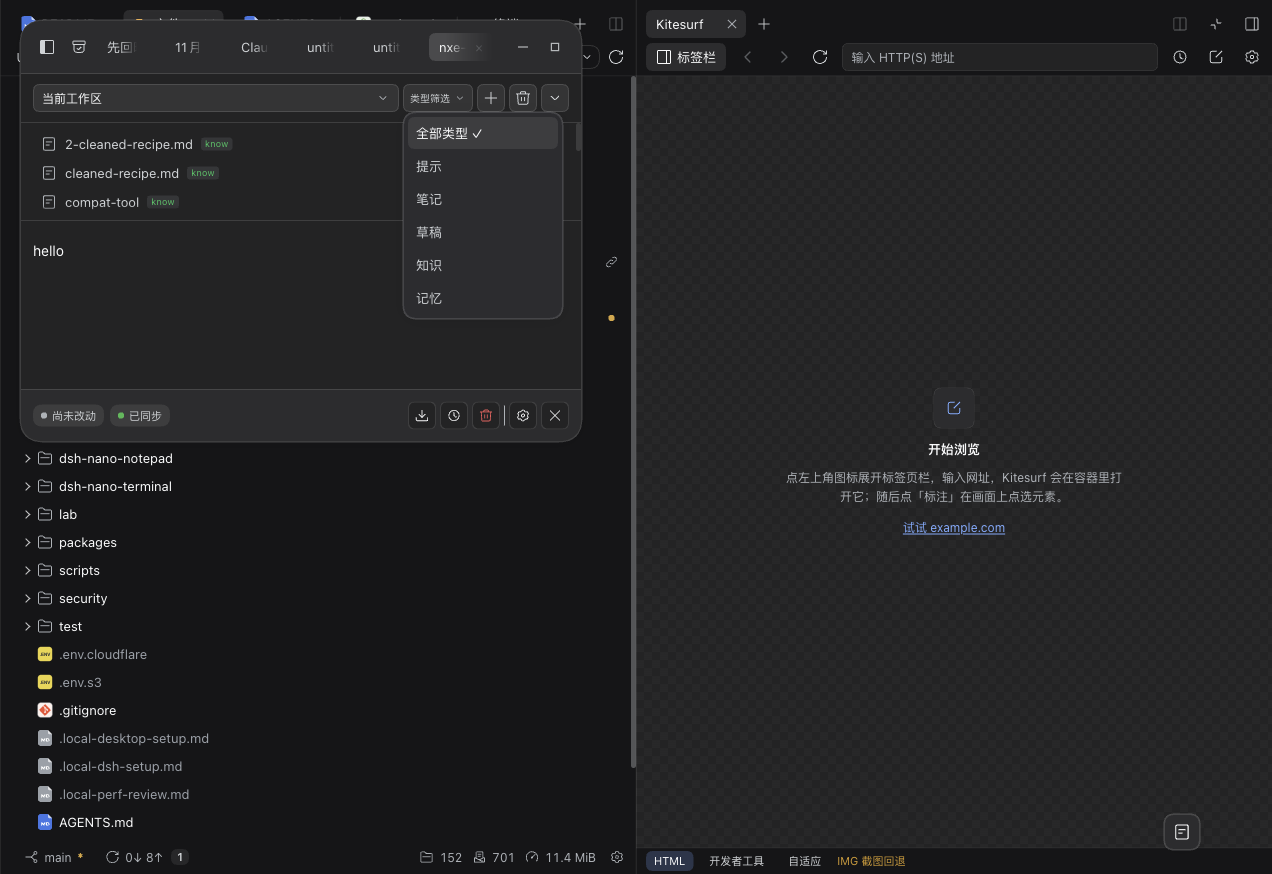 先回
11月
Clau
untit
untit
nxe-
当前工作区
类型筛选
全部类型 ✓
提示
笔记
草稿
知识
记忆
2-cleaned-recipe.md know
cleaned-recipe.md know
compat-tool know
hello
尚未改动
已同步
dsh-nano-notepad
dsh-nano-terminal
lab
packages
scripts
security
test
.env.cloudflare
.env.s3
.gitignore
.local-desktop-setup.md
.local-dsh-setup.md
.local-perf-review.md
AGENTS.md
main *
0↓ 8↑ 1
152
701
11.4 MiB
Kitesurf
标签栏
输入 HTTP(S) 地址
开始浏览
点左上角图标展开标签页栏，输入网址，Kitesurf 会在容器里打
开它；随后点「标注」在画面上点选元素。
试试 example.com
HTML
开发者工具
自适应
IMG 截图回退